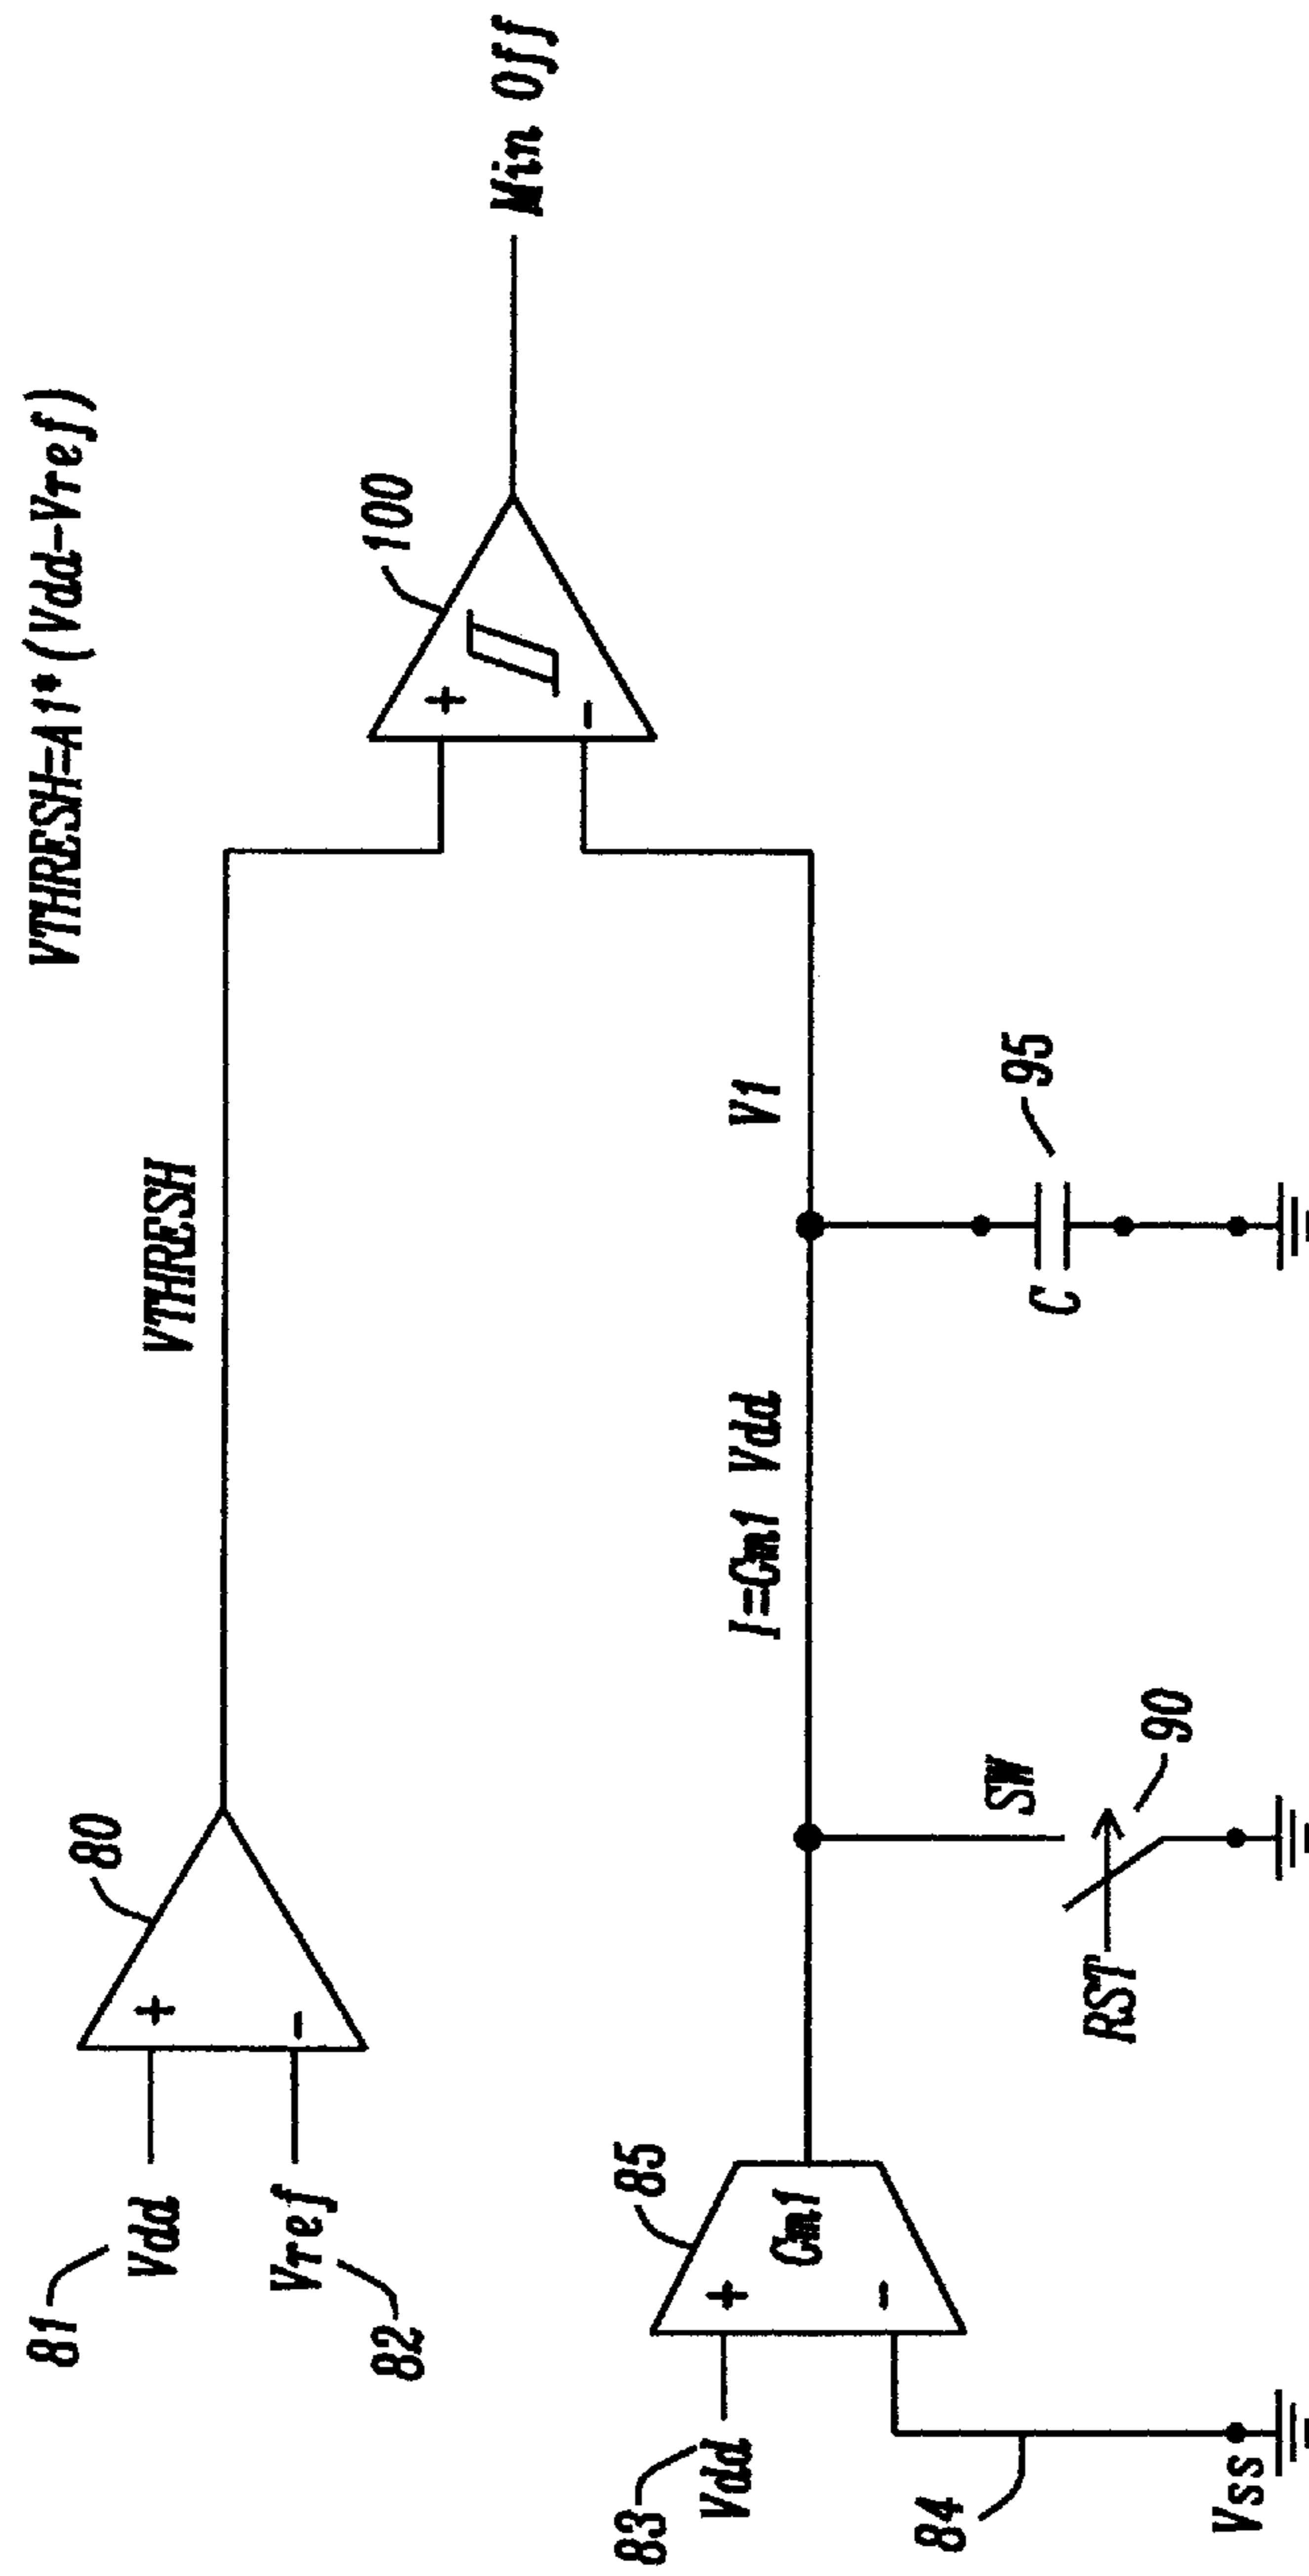 VTHRESH=A1*(Vdd-Vref)
81
Vdd
80
+
-
Vref
82
VTHRESH
100
+
-
Min Off
83
Vdd
85
+
-
Gm1
84
Vss
I=Gm1 Vdd
V1
SW
RST
90
C
95